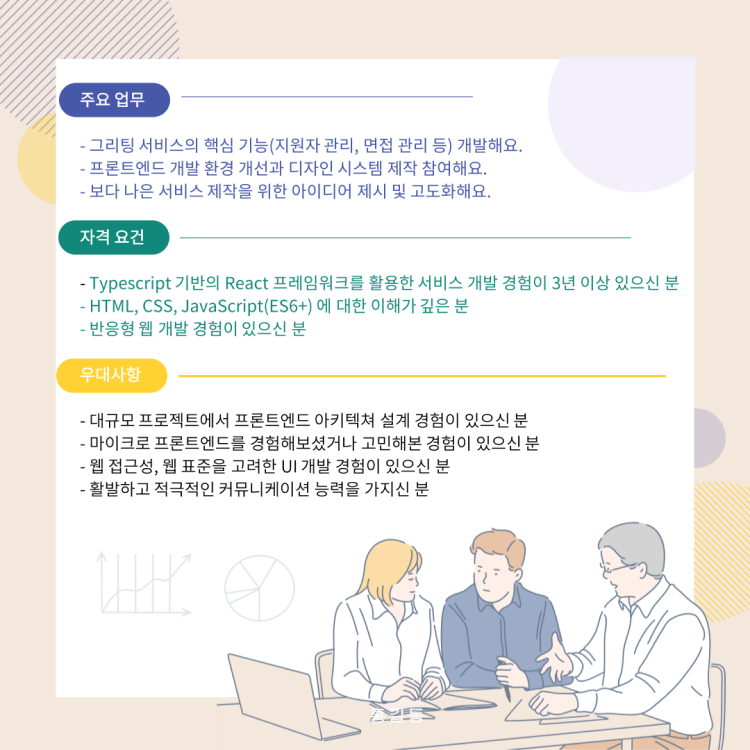 주요 업무
- 그리팅 서비스의 핵심 기능(지원자 관리, 면접 관리 등) 개발해요.
- 프론트엔드 개발 환경 개선과 디자인 시스템 제작 참여해요.
- 보다 나은 서비스 제작을 위한 아이디어 제시 및 고도화해요.
자격 요건
- Typescript 기반의 React 프레임워크를 활용한 서비스 개발 경험이 3년 이상 있으신 분
- HTML, CSS, JavaScript(ES6+) 에 대한 이해가 깊은 분
- 반응형 웹 개발 경험이 있으신 분
우대사항
- 대규모 프로젝트에서 프론트엔드 아키텍쳐 설계 경험이 있으신 분
- 마이크로 프론트엔드를 경험해보셨거나 고민해본 경험이 있으신 분
- 웹 접근성, 웹 표준을 고려한 UI 개발 경험이 있으신 분
- 활발하고 적극적인 커뮤니케이션 능력을 가지신 분